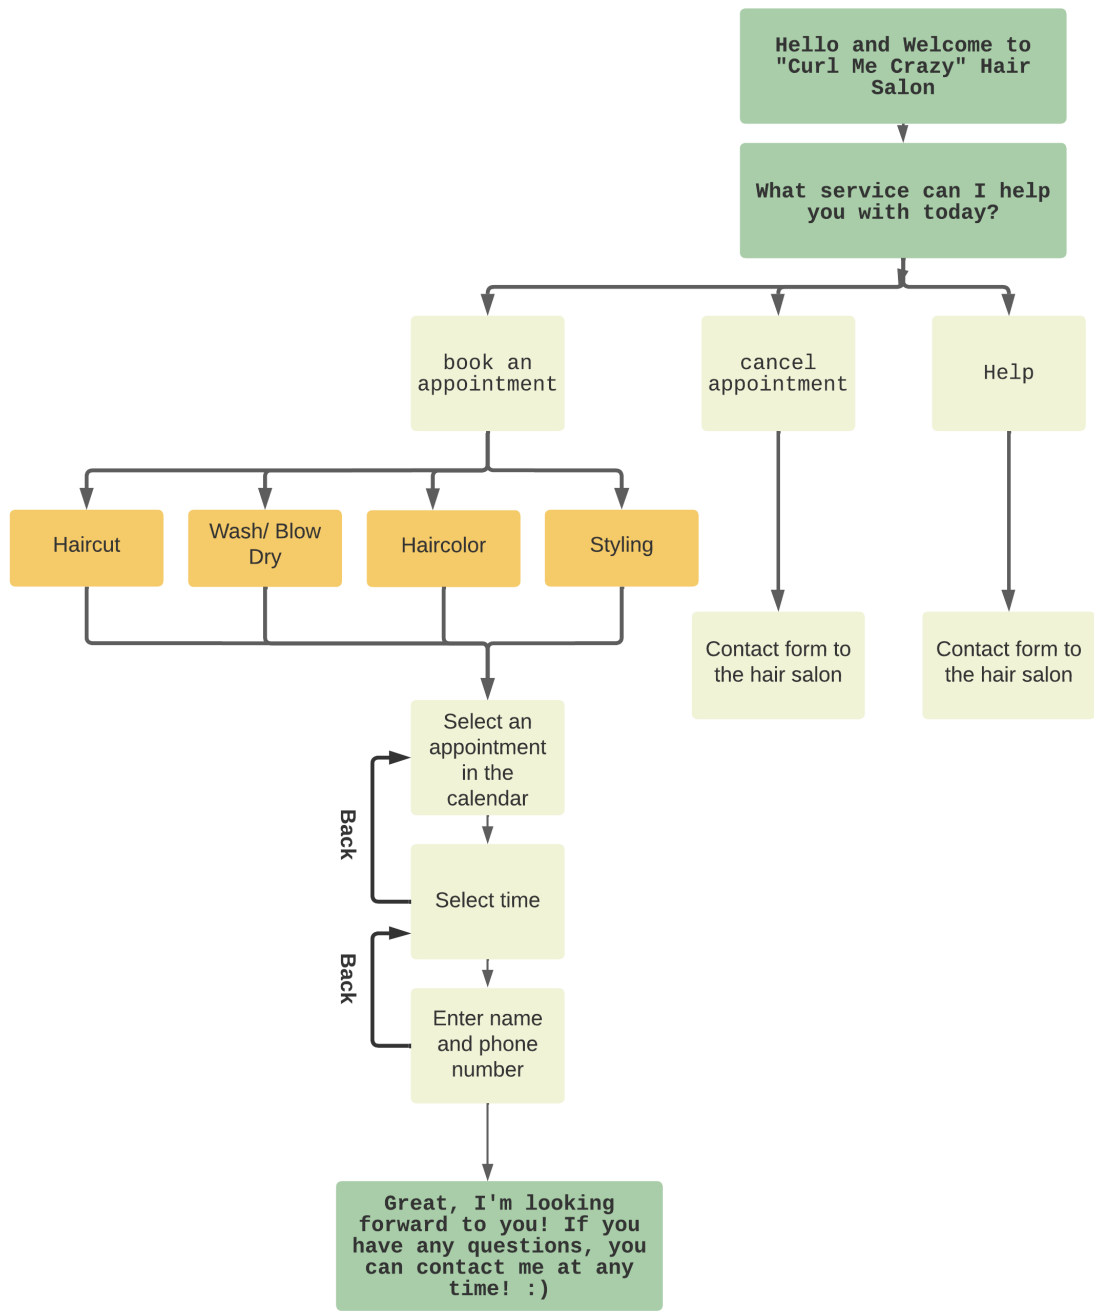 Hello and Welcome to
"Curl Me Crazy" Hair
Salon
What service can I help
you with today?
book an
appointment
cancel
appointment
Help
Haircut
Wash/ Blow
Dry
Haircolor
Styling
Contact form to
the hair salon
Contact form to
the hair salon
Select an
appointment
in the
calendar
Back
Select time
Back
Enter name
and phone
number
Great, I'm looking
forward to you! If you
have any questions, you
can contact me at any
time! :)